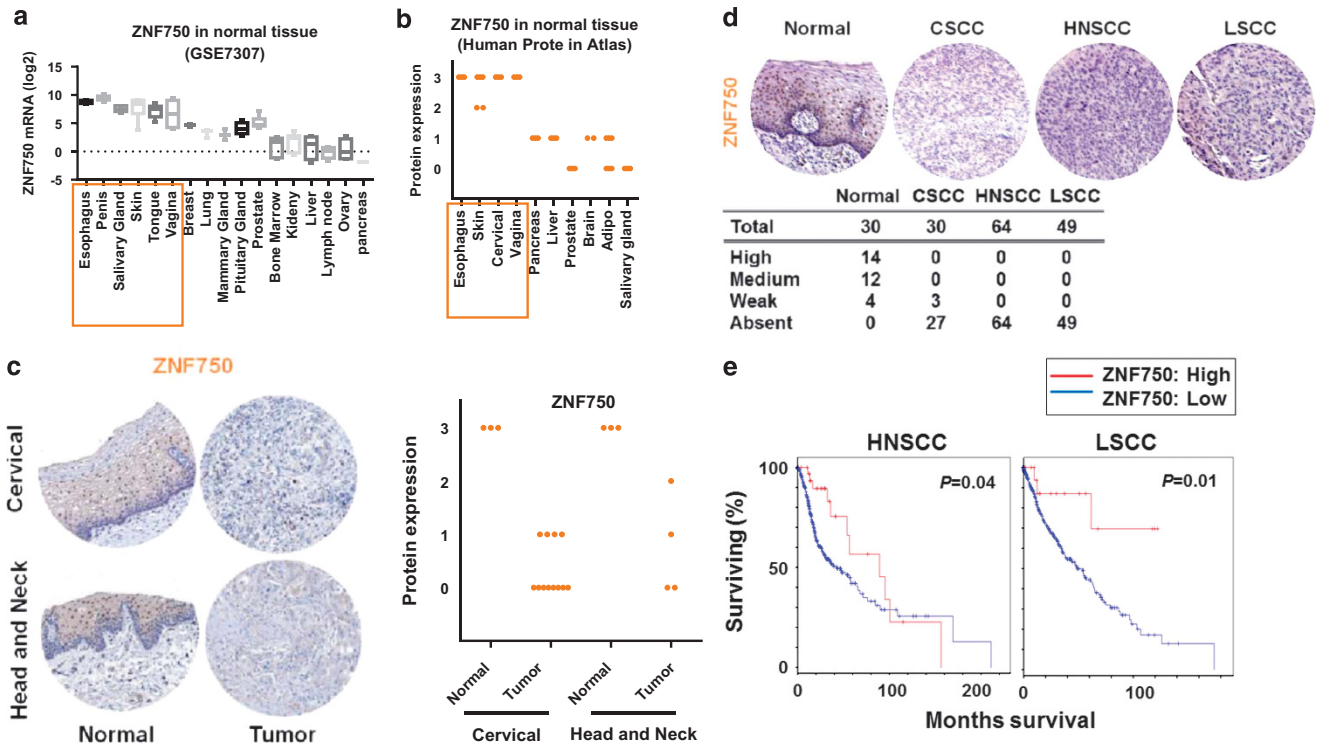 a
ZNF750 in normal tissue
(GSE7307)
ZNF750 mRNA (log2)
15
10
5
0
-5
Esophagus
Penis
Salivary Gland
Skin
Tongue
Vagina
Breast
Lung
Mammary Gland
Pituitary Gland
Prostate
Bone Marrow
Kideny
Liver
Lymph node
Ovary
pancreas
b
ZNF750 in normal tissue
(Human Prote in Atlas)
Protein expression
3
2
1
0
Esophagus
Skin
Cervical
Vagina
Pancreas
Liver
Prostate
Brain
Adipo
Salivary gland
c
ZNF750
Cervical
Head and Neck
Normal Tumor
ZNF750
Protein expression
3
2
1
0
Normal Tumor Normal Tumor
Cervical Head and Neck
d
Normal CSCC HNSCC LSCC
ZNF750
Normal CSCC HNSCC LSCC
Total 30 30 64 49
High 14 0 0 0
Medium 12 0 0 0
Weak 4 3 0 0
Absent 0 27 64 49
e
ZNF750: High
ZNF750: Low
HNSCC LSCC
Surviving (%)
100
50
0
P=0.04
P=0.01
0 100 200
0 100
Months survival